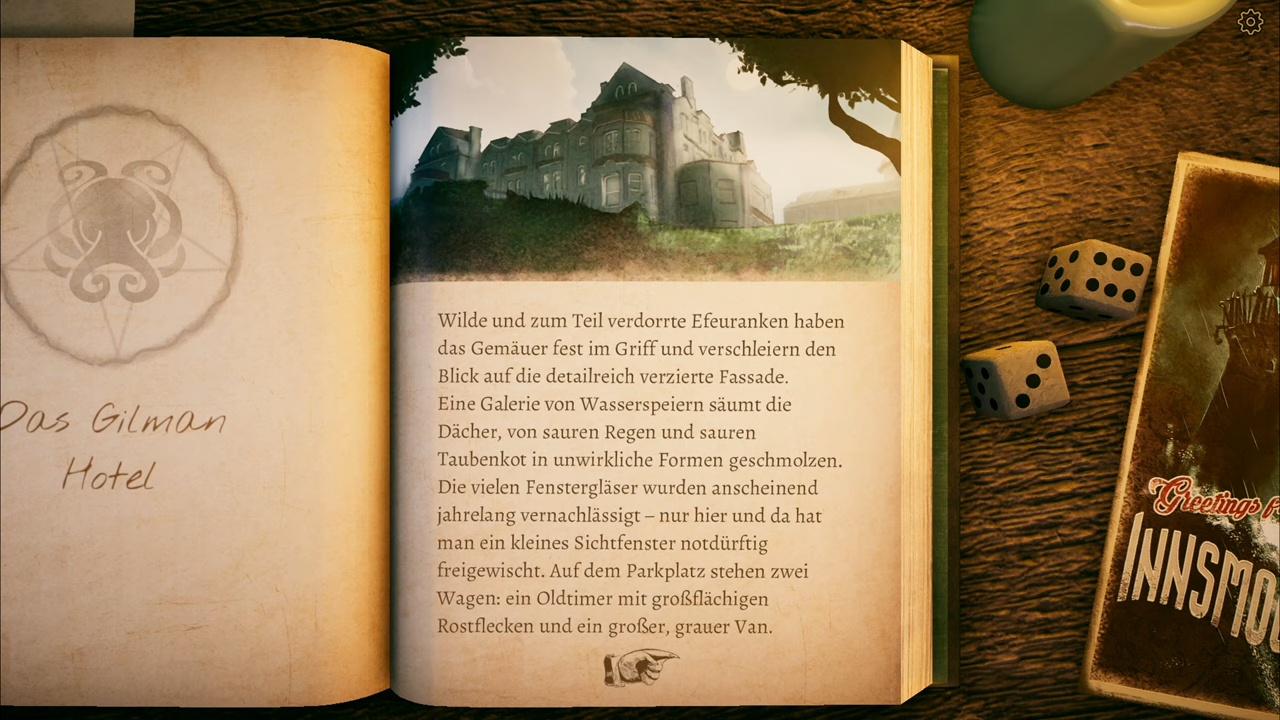 Das Gilman
Hotel
Wilde und zum Teil verdorrte Efeuranken haben
das Gemäuer fest im Griff und verschleiern den
Blick auf die detailreich verzierte Fassade.
Eine Galerie von Wasserspeiern säumt die
Dächer, von sauren Regen und sauren
Taubenkot in unwirkliche Formen geschmolzen.
Die vielen Fenstergläser wurden anscheinend
jahrelang vernachlässigt – nur hier und da hat
man ein kleines Sichtfenster notdürftig
freigewischt. Auf dem Parkplatz stehen zwei
Wagen: ein Oldtimer mit großflächigen
Rostflecken und ein großer, grauer Van.
Greetings